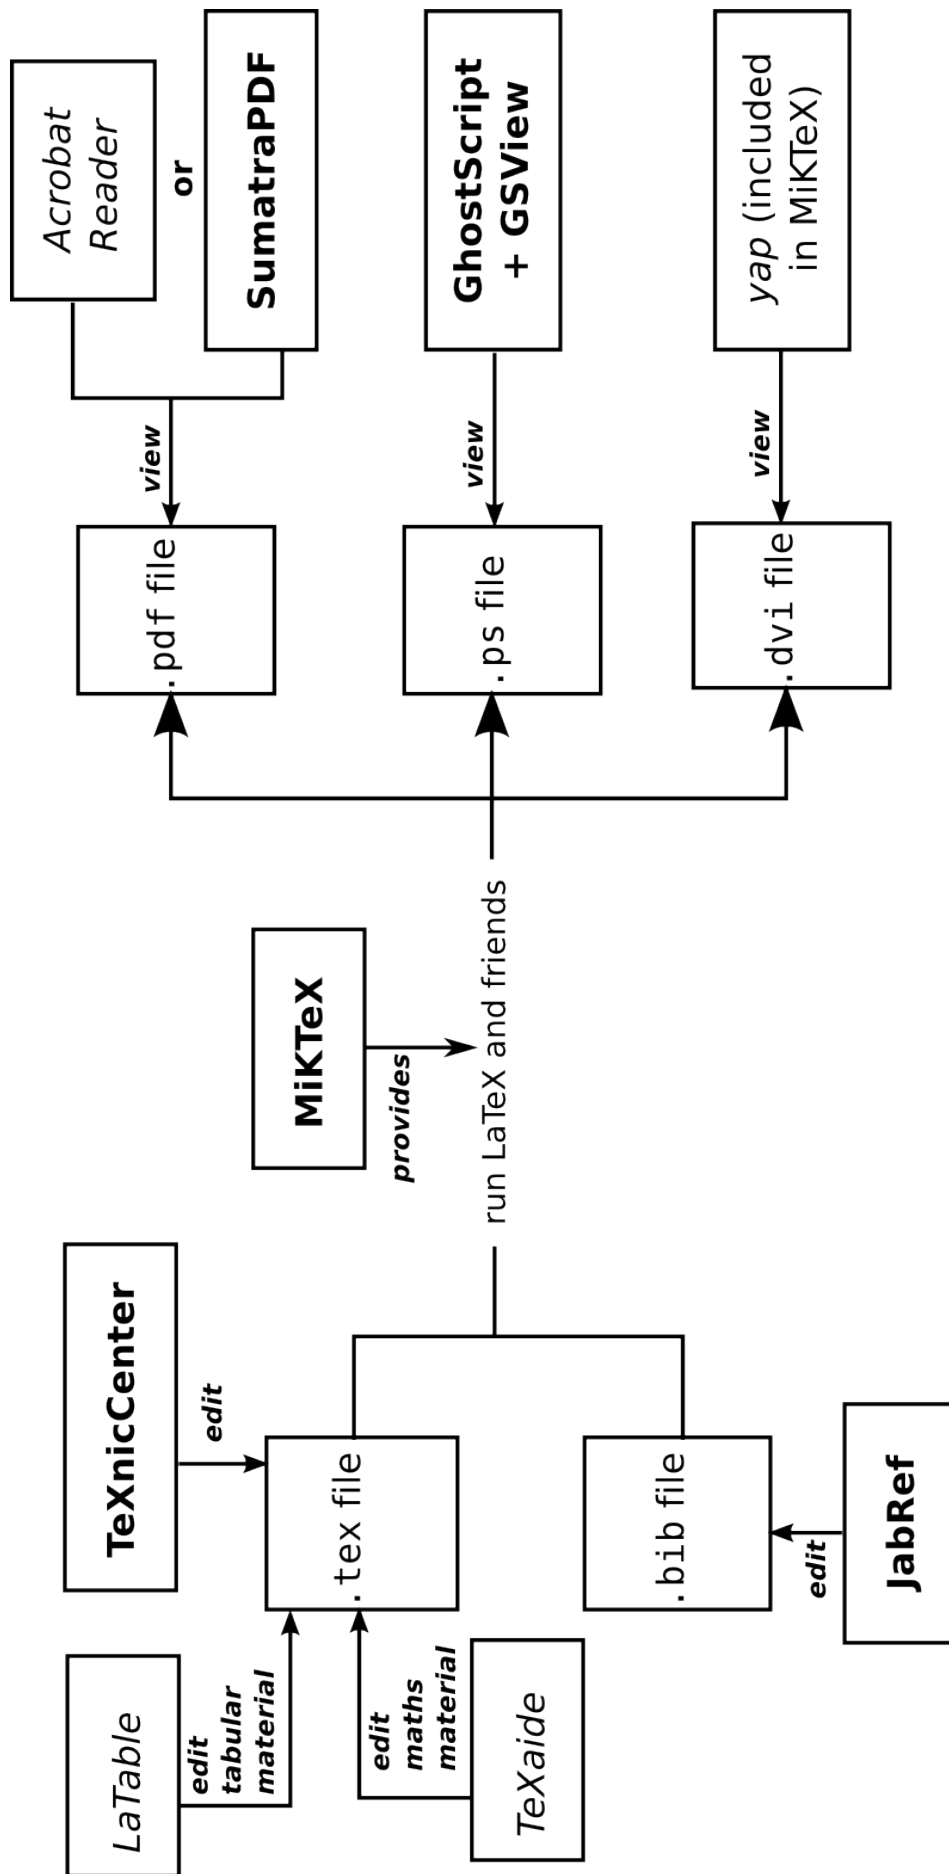 LaTable
edit
tabular
material
TeXnicCenter
edit
.tex file
edit
maths
material
TeXaide
.bib file
edit
JabRef
MiKTeX
provides
run LaTeX and friends
.pdf file
view
Acrobat
Reader
or
SumatraPDF
.ps file
view
GhostScript
+ GSView
.dvi file
view
yap (included
in MiKTeX)